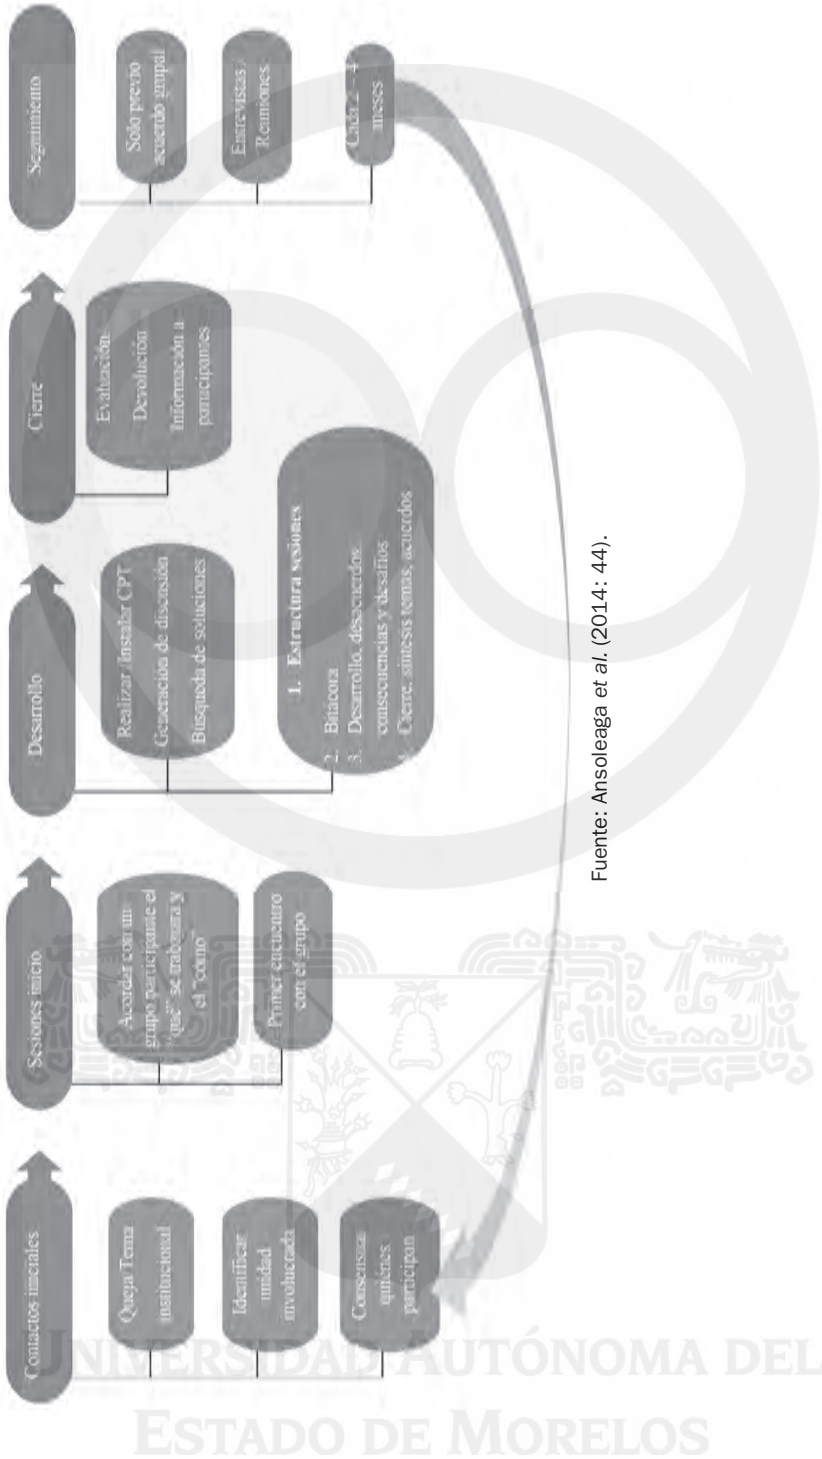 Contactos iniciales
Queja Tema
institucional
Identificar
unidad
involucrada
Consensuar
quiénes
participan
Sesiones inicio
Acordar con un
grupo participante el
"qué" se trabajará y
el "cómo"
Primer encuentro
con el grupo
Desarrollo
Realizar /instalar CPT
Generación de discusión
Búsqueda de soluciones
1. Estructura sesiones
2. Bitácora
3. Desarrollo, desacuerdos
consecuencias y desafíos
4. Cierre, síntesis temas, acuerdos
Cierre
Evaluación
Devolución
Información a
participantes
Seguimiento
Solo previo
acuerdo grupal
Entrevistas /
Reuniones
Cada 2 - 4
meses
Fuente: Ansoleaga et al. (2014: 44).
UNIVERSIDAD AUTÓNOMA DEL
ESTADO DE MORELOS